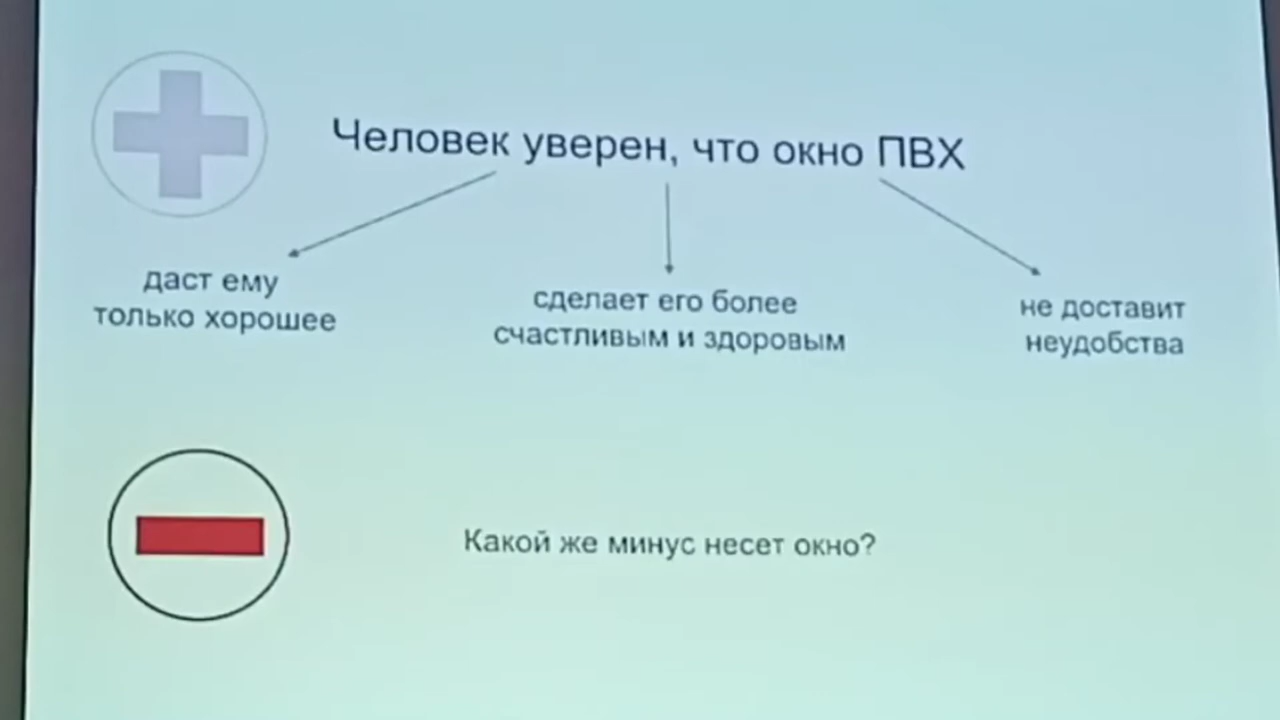 Человек уверен, что окно ПВХ
даст ему
только хорошее
сделает его более
счастливым и здоровым
не доставит
неудобства
Какой же минус несет окно?